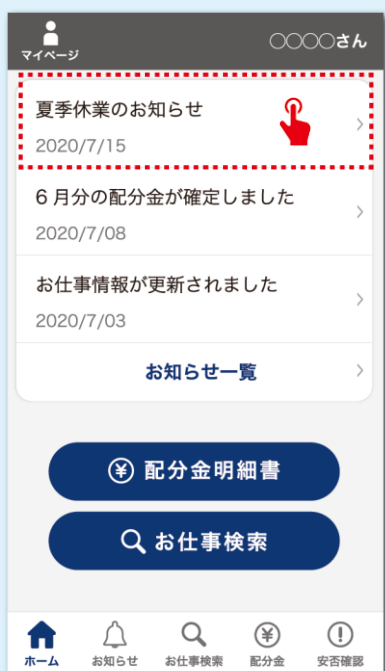 マイページ
○○○○さん
夏季休業のお知らせ
2020/7/15
6月分の配分金が確定しました
2020/7/08
お仕事情報が更新されました
2020/7/03
お知らせ一覧
配分金明細書
お仕事検索
ホーム
お知らせ
お仕事検索
配分金
安否確認